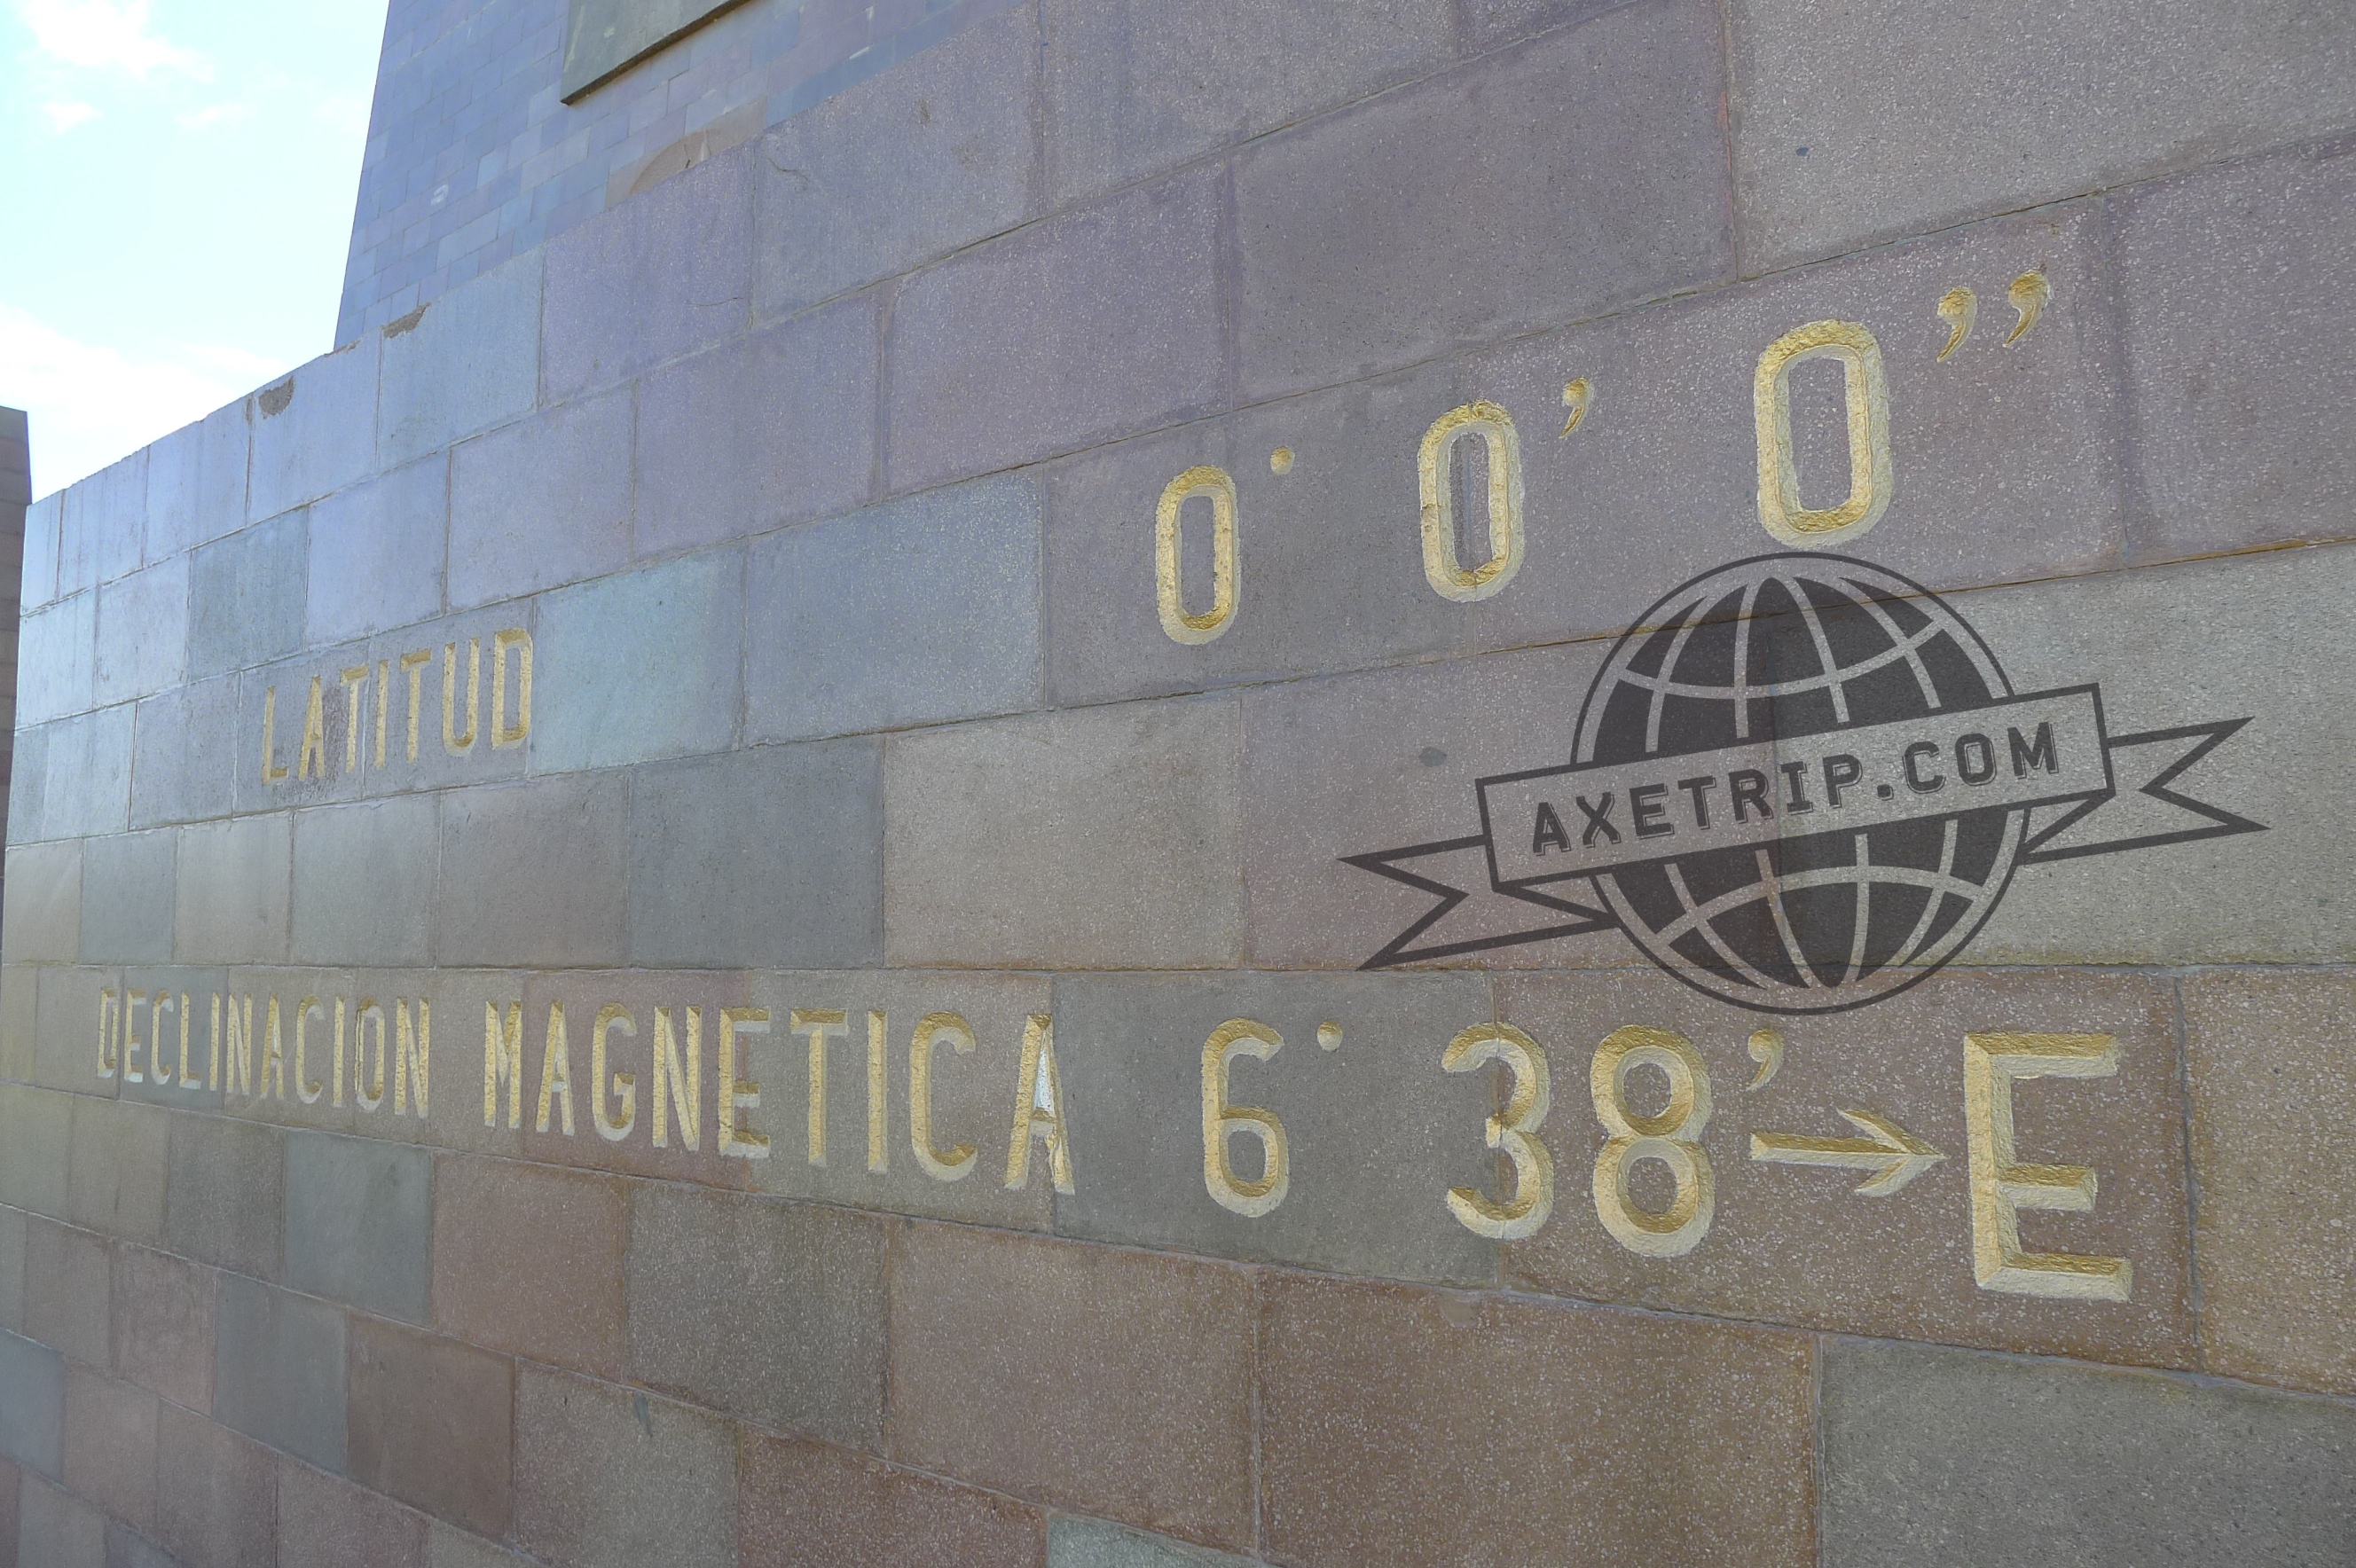 LATITUD 0° 0’ 0”
AXETRIP.COM
DECLINACION MAGNETICA 6° 38’ → E